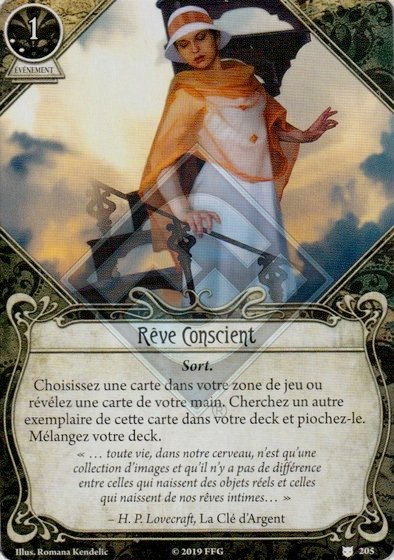 1
ÉVÉNEMENT
Rêve Conscient
Sort.
Choisissez une carte dans votre zone de jeu ou
révélez une carte de votre main. Cherchez un autre
exemplaire de cette carte dans votre deck et piochez-le.
Mélangez votre deck.
« … toute vie, dans notre cerveau, n'est qu'une
collection d'images et qu'il n'y a pas de différence
entre celles qui naissent des objets réels et celles
qui naissent de nos rêves intimes… »
– H. P. Lovecraft, La Clé d'Argent
Illus. Romana Kendelic © 2019 FFG 205